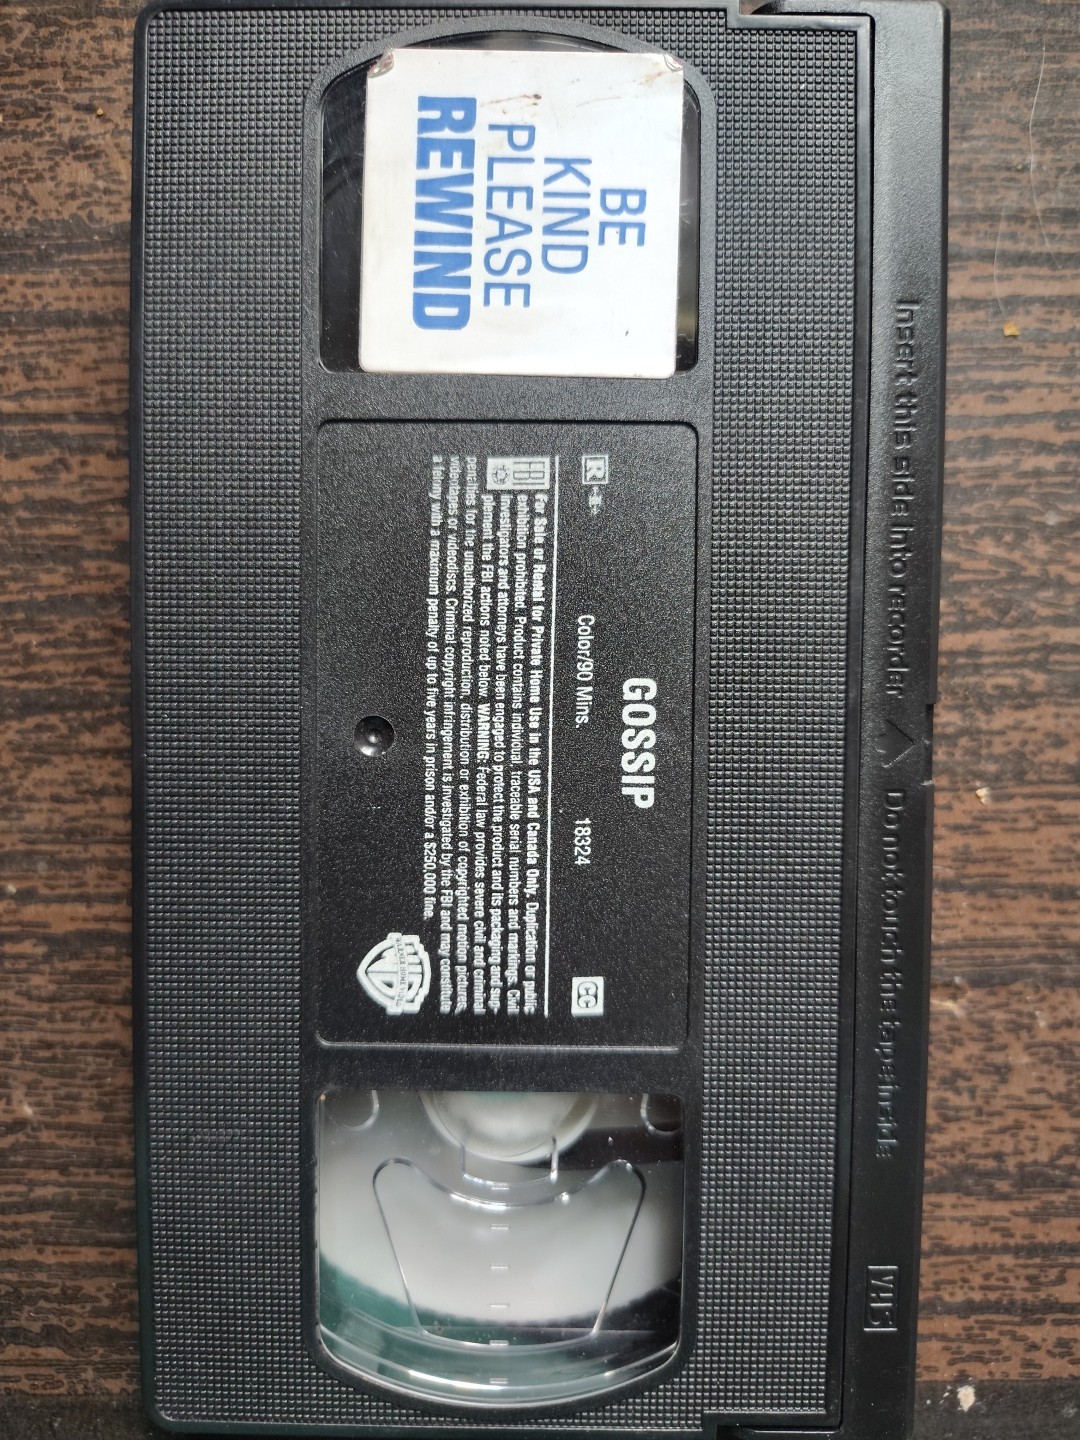 BE
KIND
PLEASE
REWIND
Insert this side into recorder △ Do not touch the tape inside
VHS
GOSSIP
R
Color/90 Mins.
18324
CC
For Sale or Rental for Private Home Use in the USA and Canada Only. Duplication or public
exhibition prohibited. Product contains individual, traceable serial numbers and markings. Civil
investigators and attorneys have been engaged to protect the product and its packaging and sup-
plement the FBI actions noted below. WARNING: Federal law provides severe civil and criminal
penalties for the unauthorized reproduction, distribution or exhibition of copyrighted motion pictures,
videotapes or videodiscs. Criminal copyright infringement is investigated by the FBI and may constitute
a felony with a maximum penalty of up to five years in prison and/or a $250,000 fine.
FBI
WB
WARNER HOME VIDEO